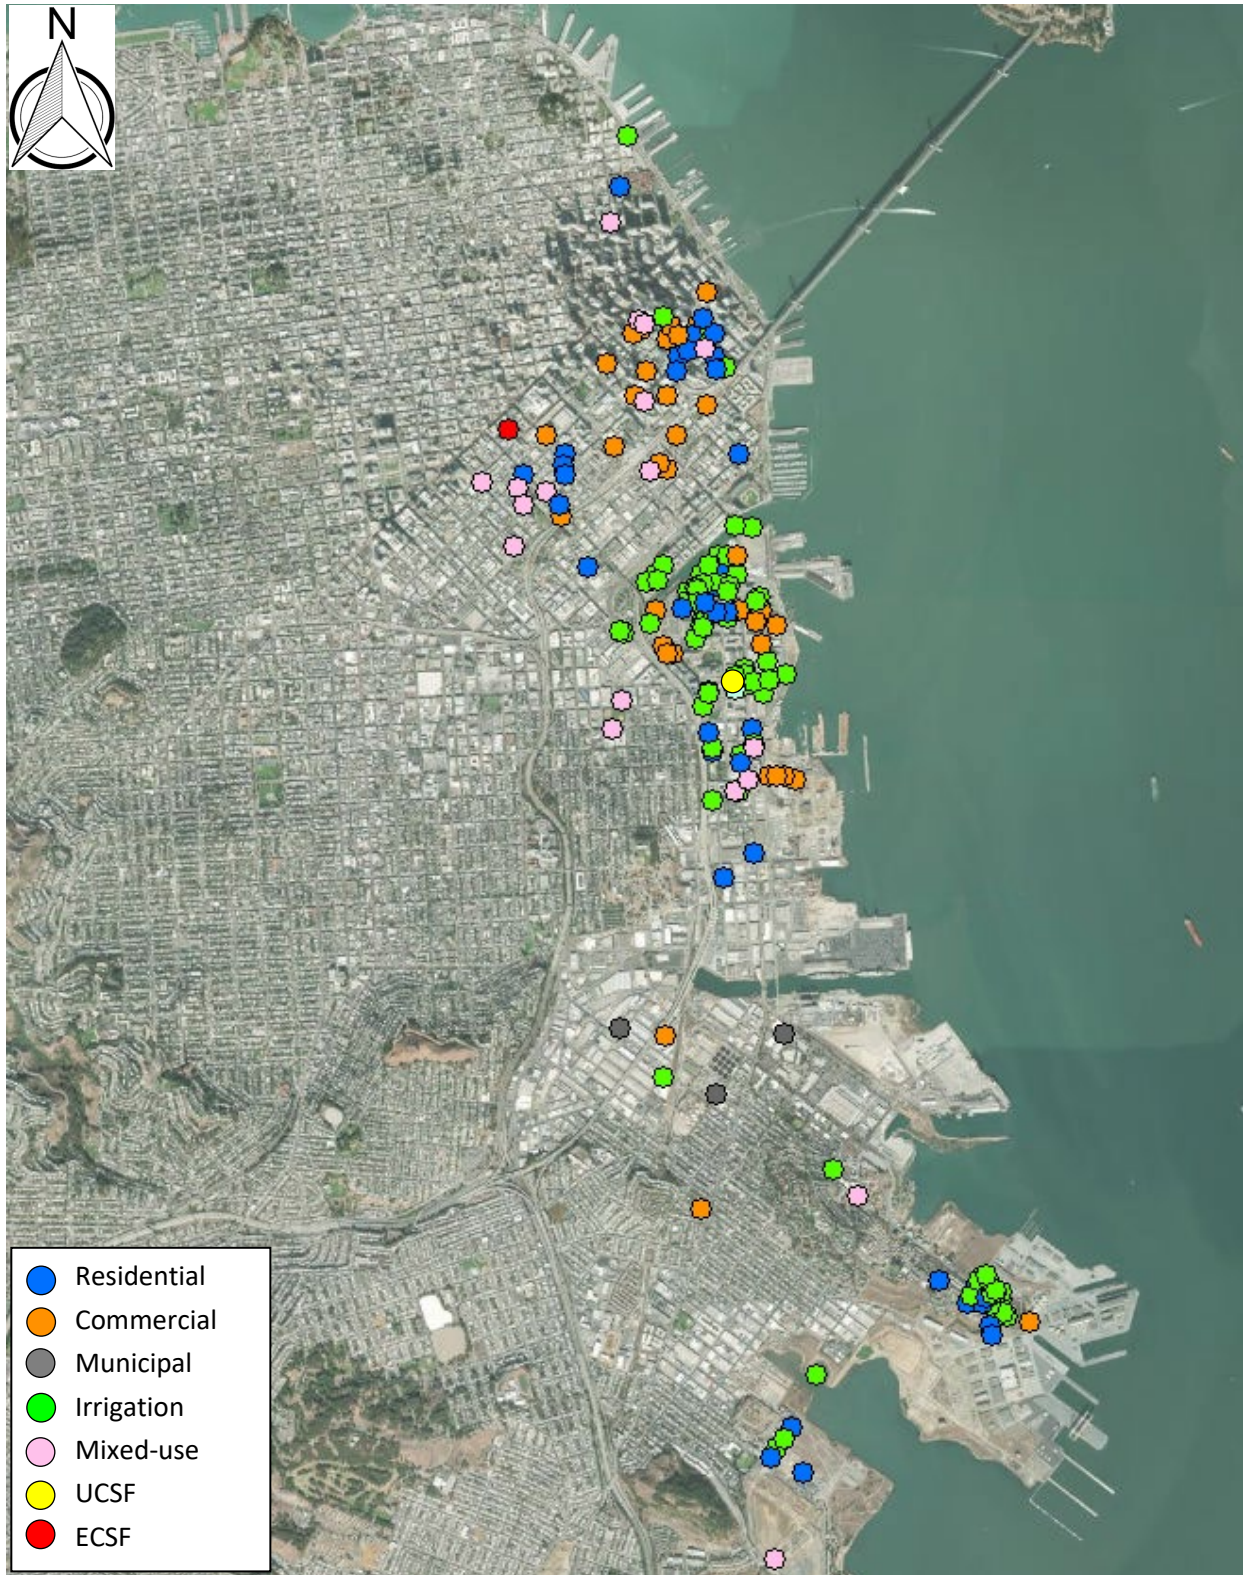 N
Residential
Commercial
Municipal
Irrigation
Mixed-use
UCSF
ECSF